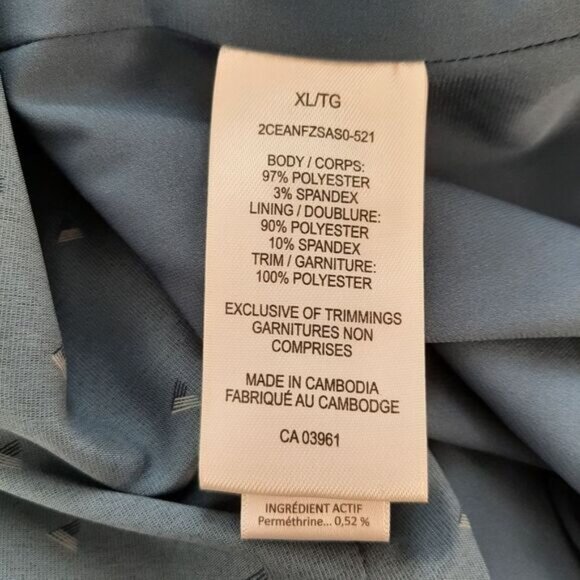 XL/TG
2CEANFZSAS0-521
BODY / CORPS:
97% POLYESTER
3% SPANDEX
LINING / DOUBLURE:
90% POLYESTER
10% SPANDEX
TRIM / GARNITURE:
100% POLYESTER
EXCLUSIVE OF TRIMMINGS
GARNITURES NON
COMPRISES
MADE IN CAMBODIA
FABRIQUÉ AU CAMBODGE
CA 03961
INGRÉDIENT ACTIF
Perméthrine... 0,52 %